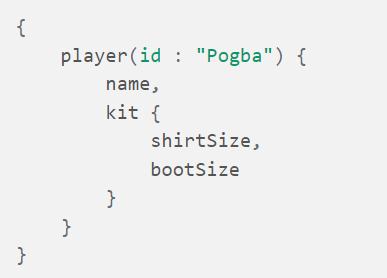 {
    player(id : "Pogba") {
        name,
        kit {
            shirtSize,
            bootSize
        }
    }
}